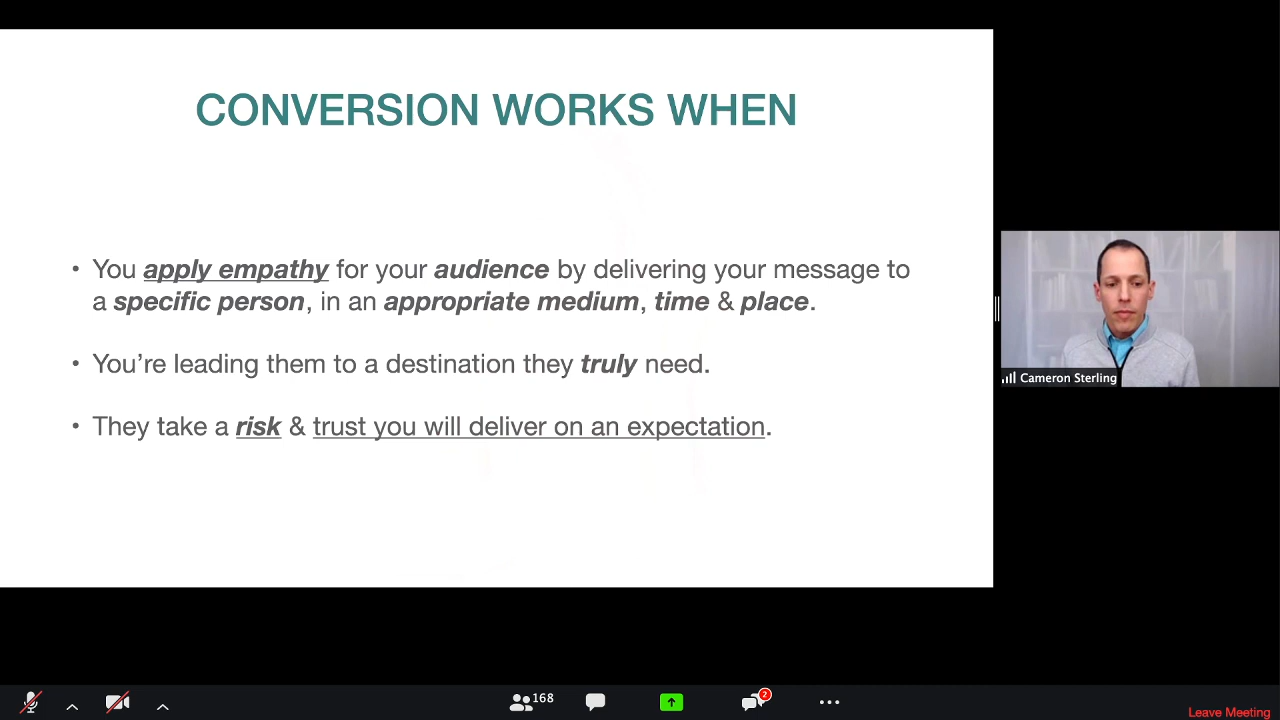 CONVERSION WORKS WHEN
• You apply empathy for your audience by delivering your message to
a specific person, in an appropriate medium, time & place.
• You’re leading them to a destination they truly need.
• They take a risk & trust you will deliver on an expectation.
Cameron Sterling
168
2
Leave Meeting